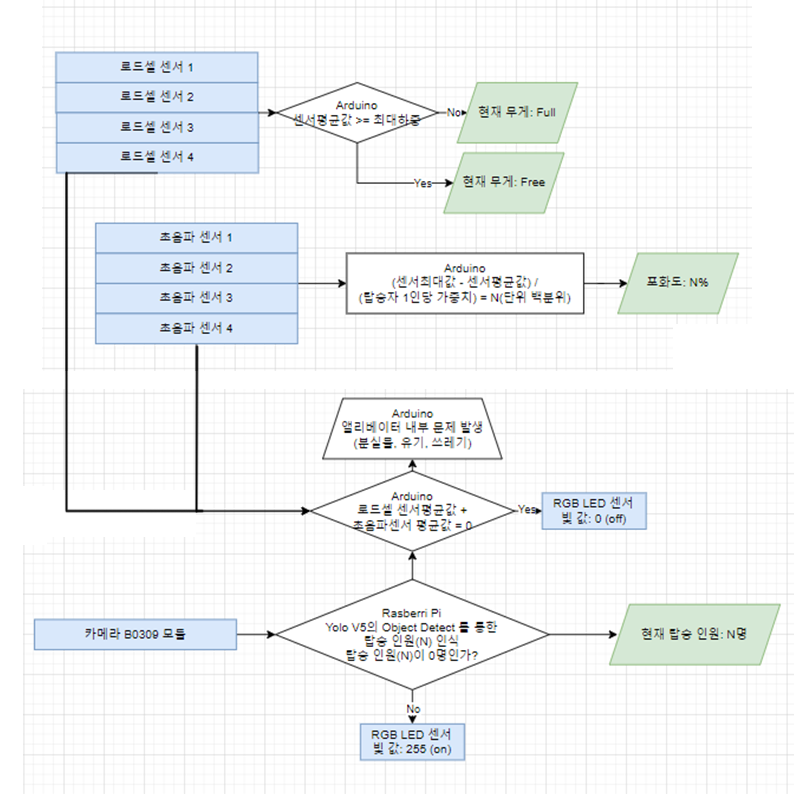 로드셀 센서 1
로드셀 센서 2
로드셀 센서 3
로드셀 센서 4
Arduino
센서평균값 >= 최대하중
No
현재 무게: Full
Yes
현재 무게: Free
초음파 센서 1
초음파 센서 2
초음파 센서 3
초음파 센서 4
Arduino
(센서최대값 - 센서평균값) /
(탑승자 1인당 가중치) = N(단위 백분위)
포화도: N%
Arduino
앨리베이터 내부 문제 발생
(분실물, 유기, 쓰레기)
Arduino
로드셀 센서평균값 +
초음파센서 평균값 = 0
Yes
RGB LED 센서
빛 값: 0 (off)
카메라 B0309 모듈
Rasberri Pi
Yolo V5의 Object Detect 를 통한
탑승 인원(N) 인식
탑승 인원(N)이 0명인가?
현재 탑승 인원: N명
No
RGB LED 센서
빛 값: 255 (on)